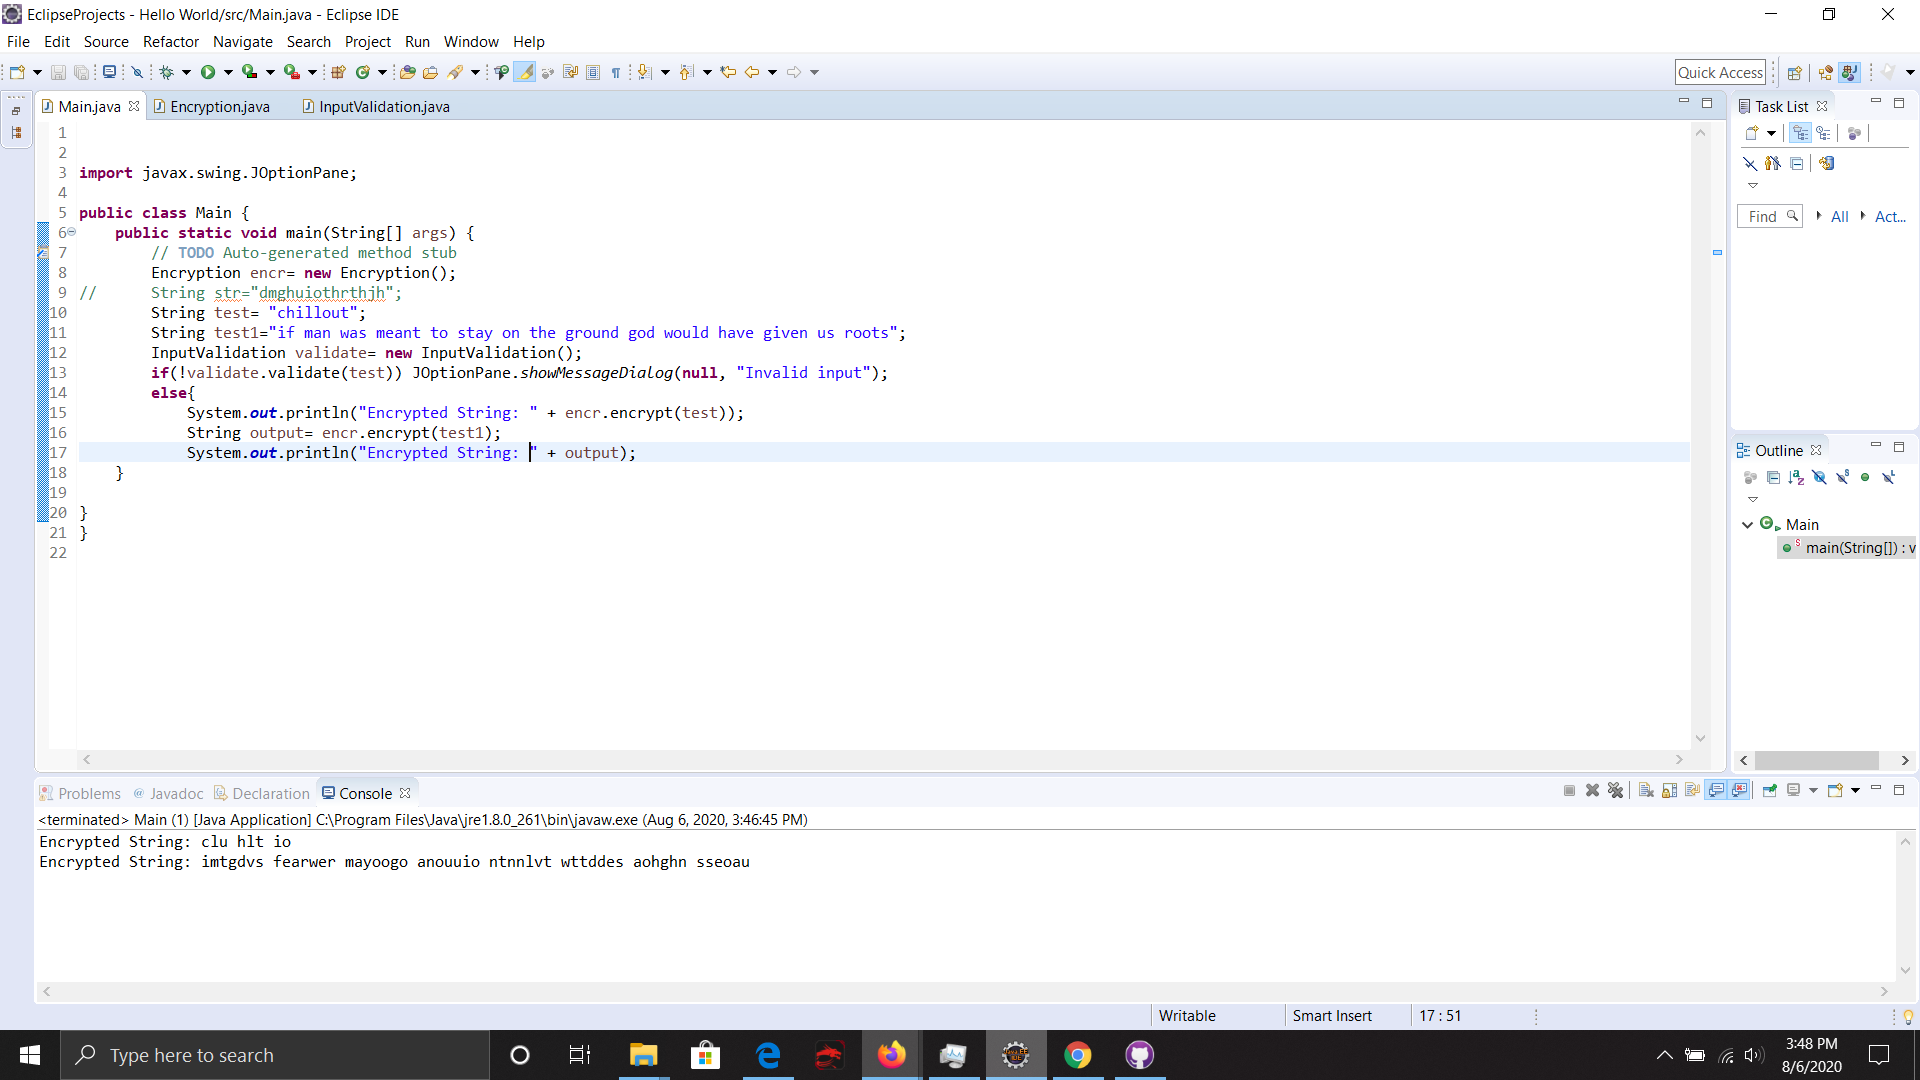 EclipseProjects - Hello World/src/Main.java - Eclipse IDE
File Edit Source Refactor Navigate Search Project Run Window Help
Quick Access
Main.java Encryption.java InputValidation.java
1
2
3 import javax.swing.JOptionPane;
4
5 public class Main {
6 public static void main(String[] args) {
7 // TODO Auto-generated method stub
8 Encryption encr= new Encryption();
9 // String str="dmghuiothrthjh";
10 String test= "chillout";
11 String test1="if man was meant to stay on the ground god would have given us roots";
12 InputValidation validate= new InputValidation();
13 if(!validate.validate(test)) JOptionPane.showMessageDialog(null, "Invalid input");
14 else{
15 System.out.println("Encrypted String: " + encr.encrypt(test));
16 String output= encr.encrypt(test1);
17 System.out.println("Encrypted String: " + output);
18 }
19
20 }
21 }
22
Task List
Find All Act...
Outline
Main
main(String[]) : v
Problems @ Javadoc Declaration Console
<terminated> Main (1) [Java Application] C:\Program Files\Java\jre1.8.0_261\bin\javaw.exe (Aug 6, 2020, 3:46:45 PM)
Encrypted String: clu hlt io
Encrypted String: imtgdvs fearwer mayoogo anouuio ntnnlvt wttddes aohghn sseoau
Writable Smart Insert 17 : 51
Type here to search
3:48 PM
8/6/2020